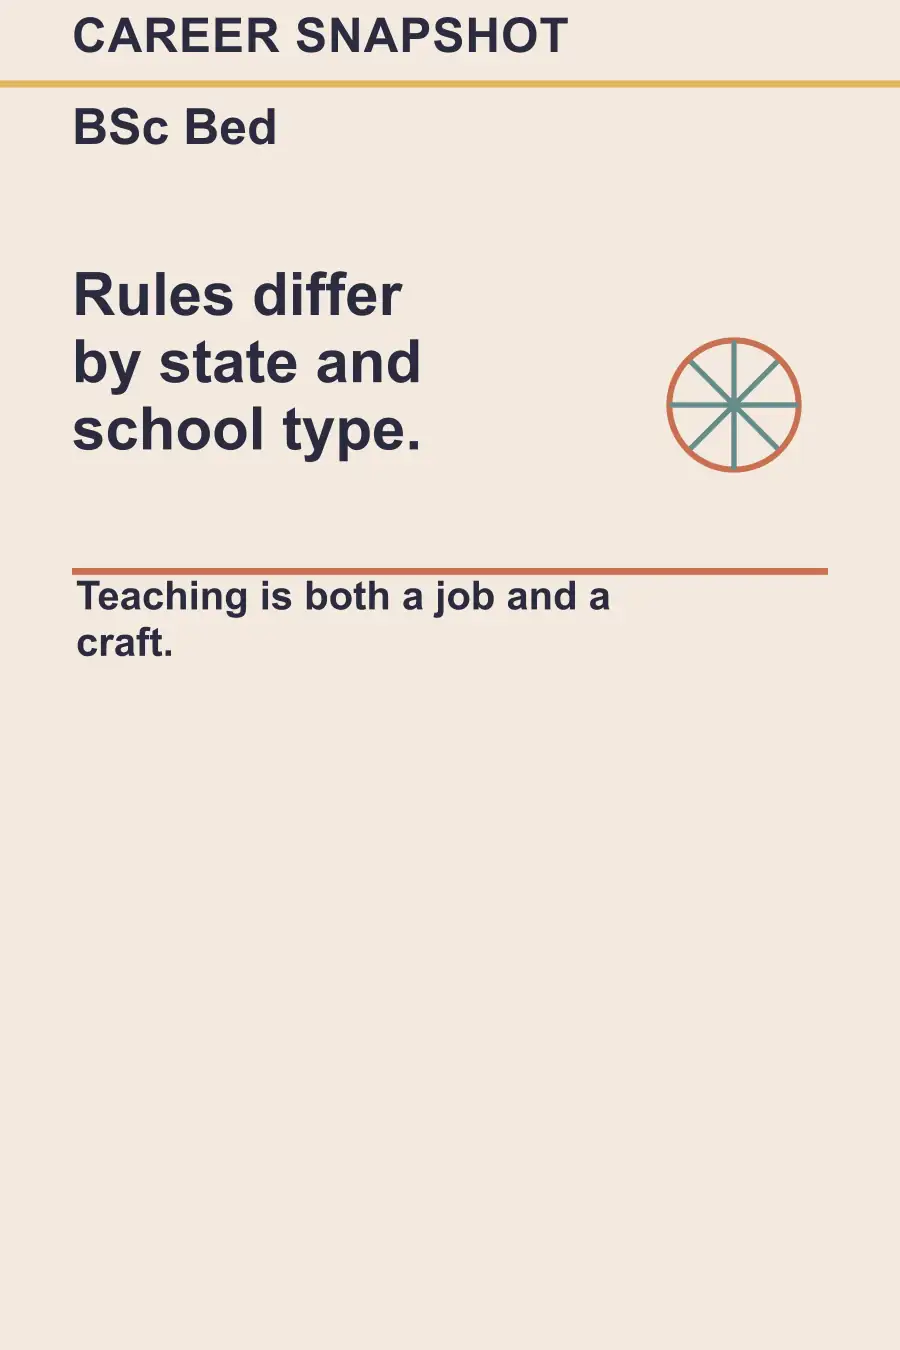 CAREER SNAPSHOT
BSc Bed
Rules differ
by state and
school type.
Teaching is both a job and a
craft.